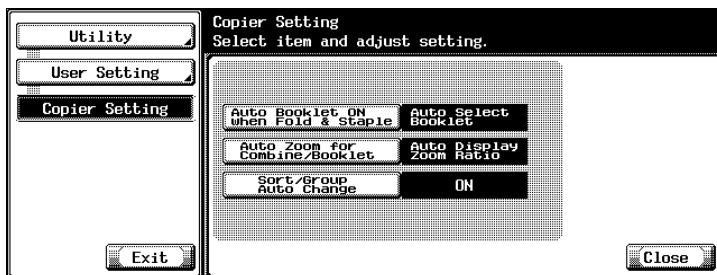 Utility
User Setting
Copier Setting
Exit
Copier Setting
Select item and adjust setting.
Auto Booklet ON
when Fold & Staple
Auto Select
Booklet
Auto Zoom for
Combine/Booklet
Auto Display
Zoom Ratio
Sort/Group
Auto Change
ON
Close